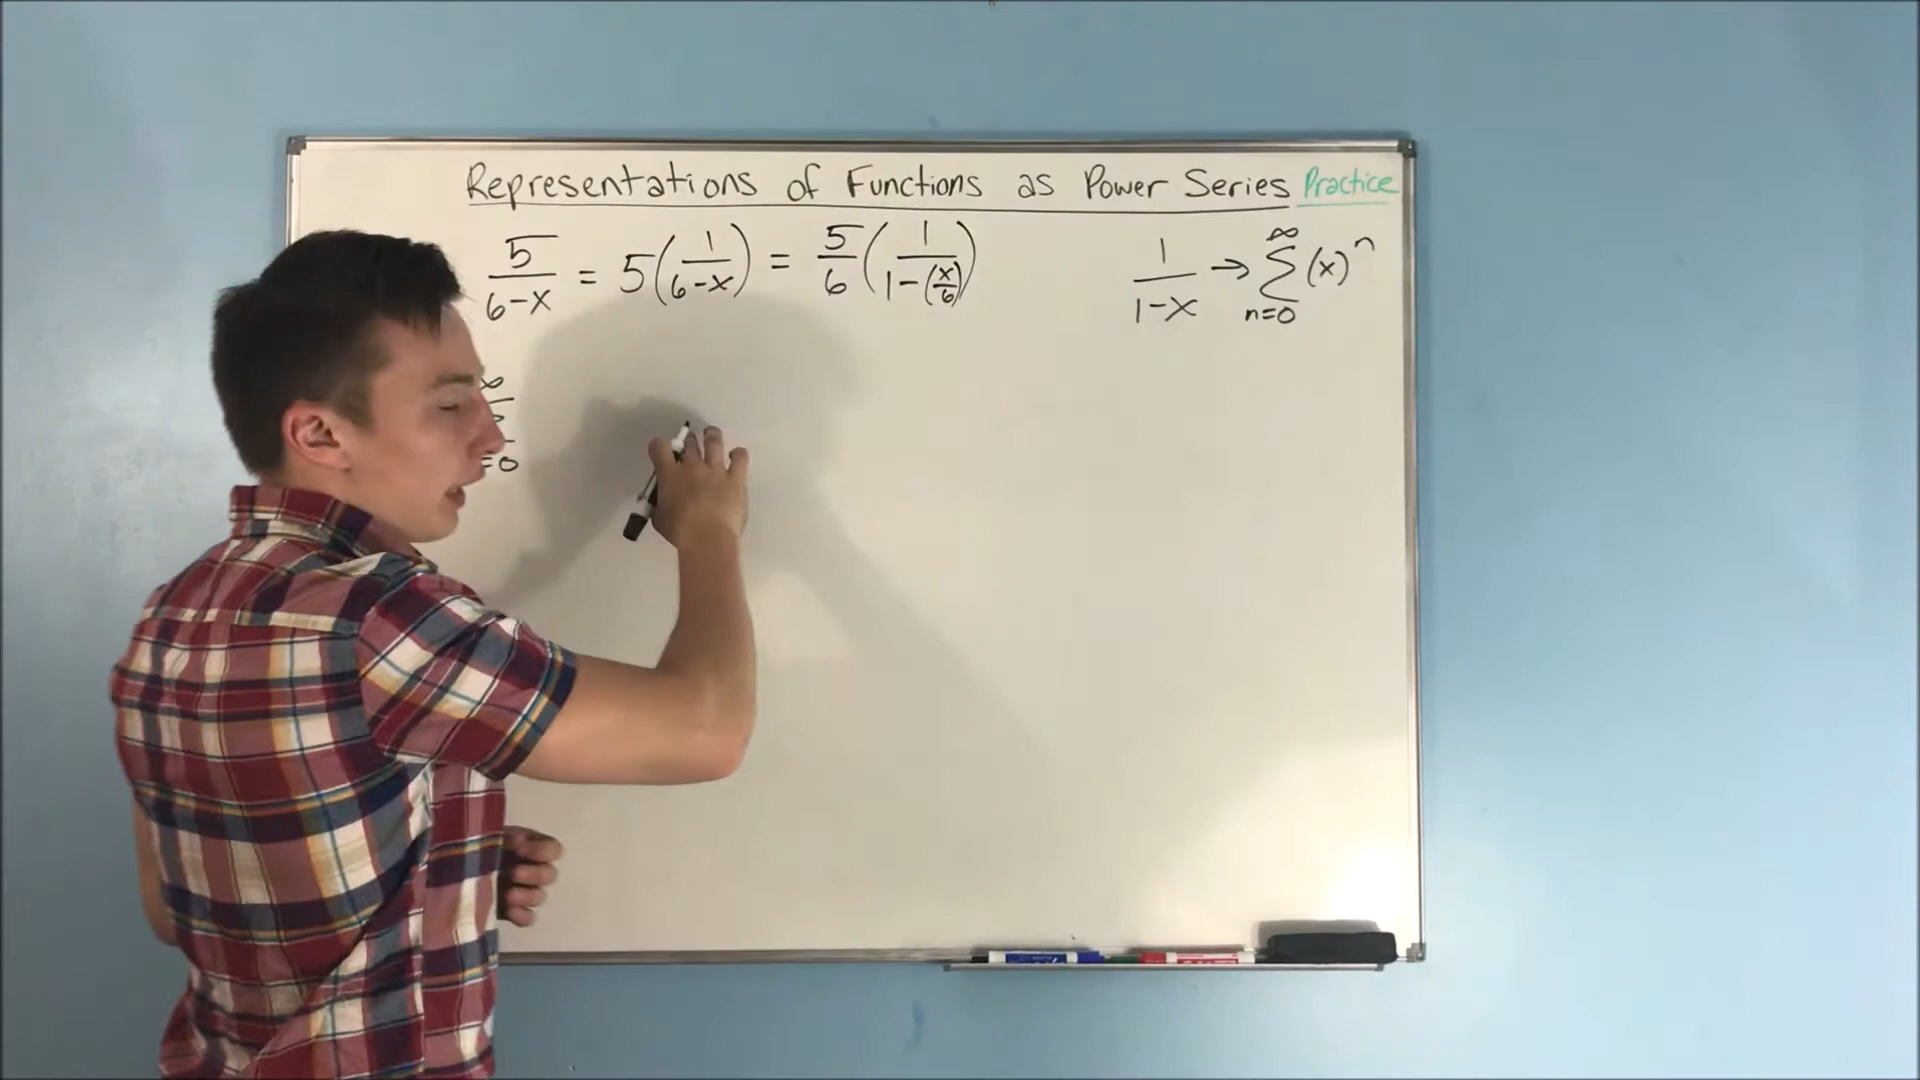 Representations of Functions as Power Series Practice
5/(6-x) = 5(1/(6-x)) = 5/6(1/(1-(x/6)))
1/(1-x) → ∞ Σ n=0 (x)^n
∞
=0